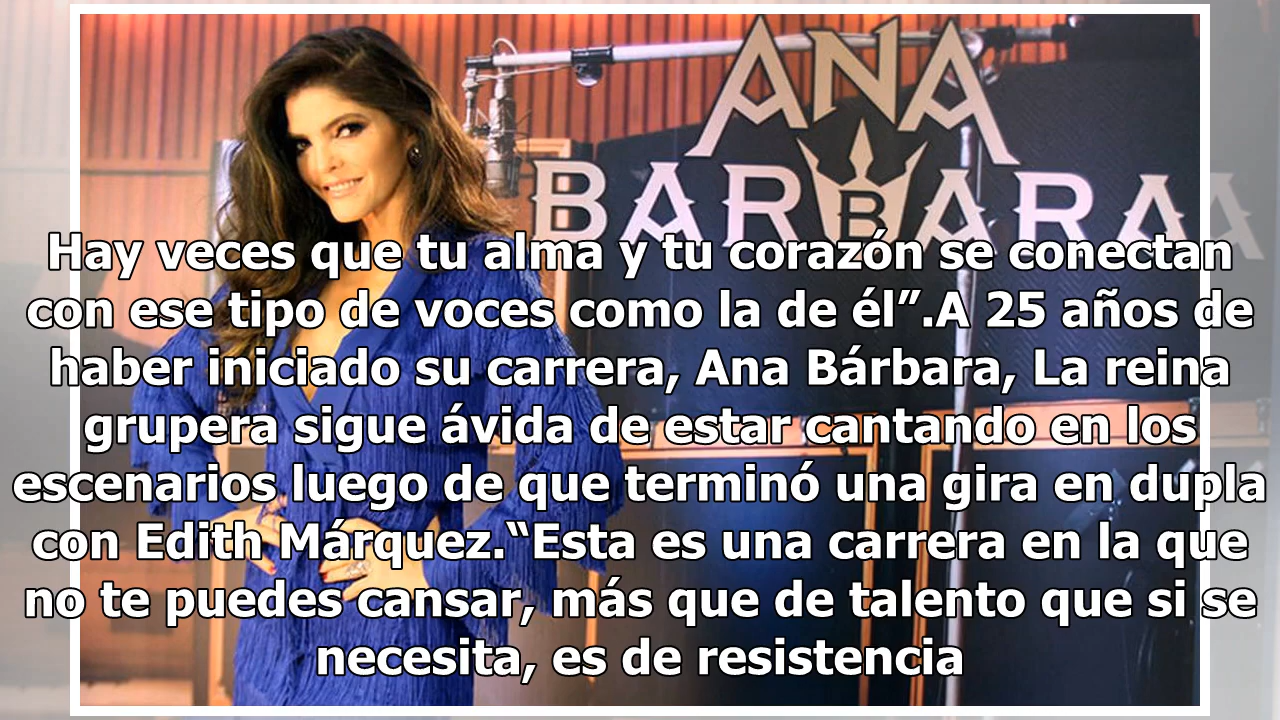 ANA
BARBARA
B
Hay veces que tu alma y tu corazón se conectan
con ese tipo de voces como la de él”.A 25 años de
haber iniciado su carrera, Ana Bárbara, La reina
grupera sigue ávida de estar cantando en los
escenarios luego de que terminó una gira en dupla
con Edith Márquez.“Esta es una carrera en la que
no te puedes cansar, más que de talento que si se
necesita, es de resistencia